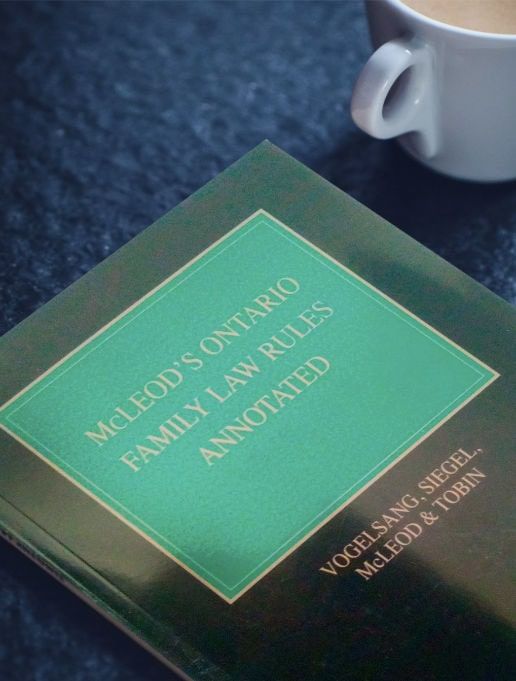 McLEOD'S ONTARIO
FAMILY LAW RULES
ANNOTATED
VOGELSANG, SIEGEL,
McLEOD & TOBIN